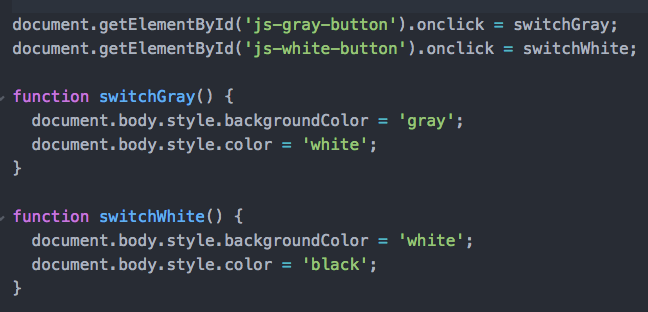 document.getElementById('js-gray-button').onclick = switchGray;
document.getElementById('js-white-button').onclick = switchWhite;

function switchGray() {
  document.body.style.backgroundColor = 'gray';
  document.body.style.color = 'white';
}

function switchWhite() {
  document.body.style.backgroundColor = 'white';
  document.body.style.color = 'black';
}